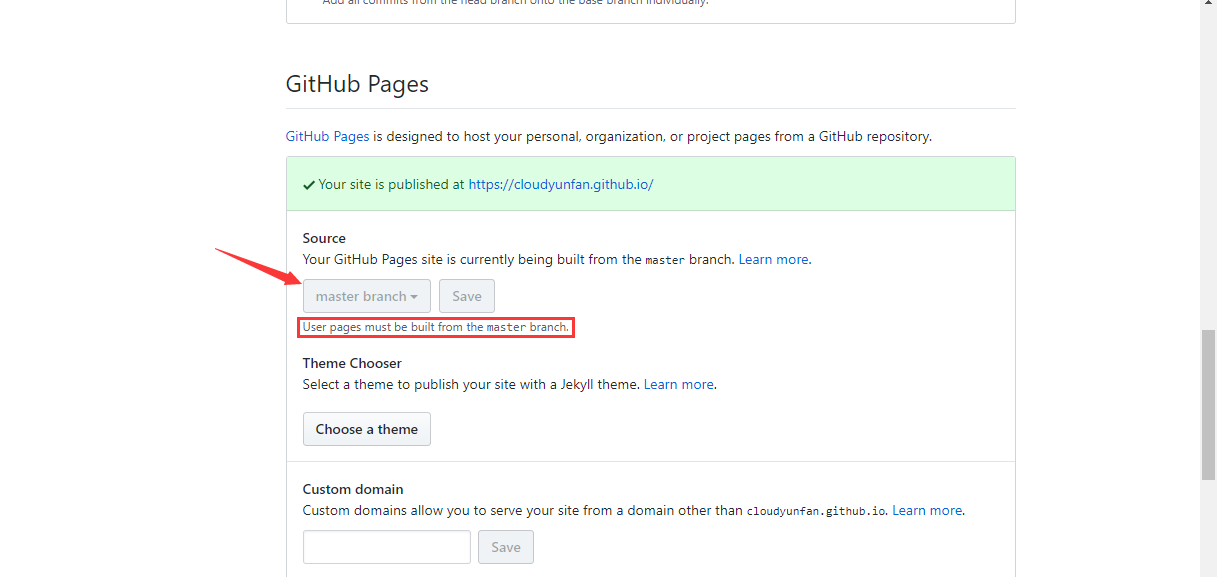 Add all commits from the head branch onto the base branch individually.
GitHub Pages
GitHub Pages is designed to host your personal, organization, or project pages from a GitHub repository.
Your site is published at https://cloudyunfan.github.io/
Source
Your GitHub Pages site is currently being built from the master branch. Learn more.
master branch Save
User pages must be built from the master branch.
Theme Chooser
Select a theme to publish your site with a Jekyll theme. Learn more.
Choose a theme
Custom domain
Custom domains allow you to serve your site from a domain other than cloudyunfan.github.io. Learn more.
Save